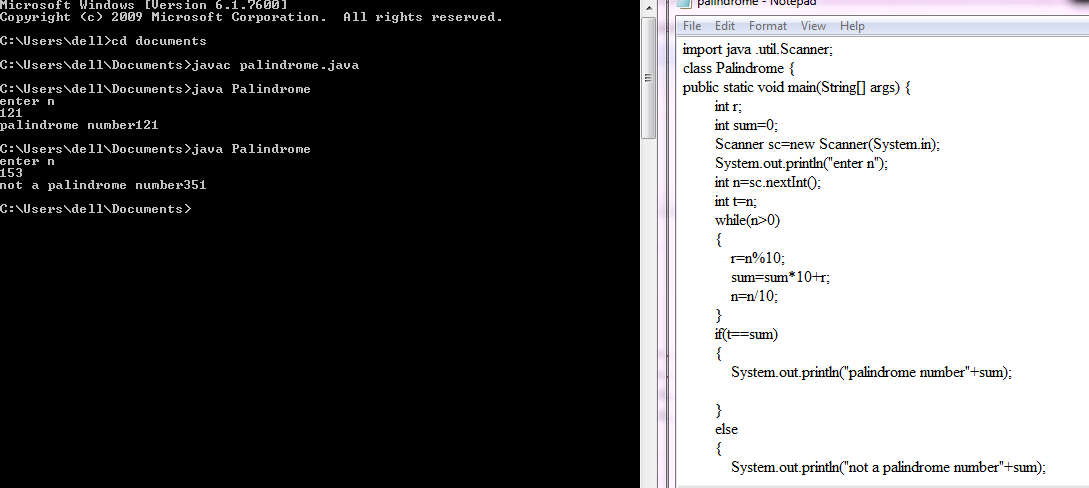 Microsoft Windows [Version 6.1.7600]
Copyright (c) 2009 Microsoft Corporation.  All rights reserved.
C:\Users\dell>cd documents
C:\Users\dell\Documents>javac palindrome.java
C:\Users\dell\Documents>java Palindrome
enter n
121
palindrome number121
C:\Users\dell\Documents>java Palindrome
enter n
153
not a palindrome number351
C:\Users\dell\Documents>
palindrome - Notepad
File Edit Format View Help
import java .util.Scanner;
class Palindrome {
public static void main(String[] args) {
int r;
int sum=0;
Scanner sc=new Scanner(System.in);
System.out.println("enter n");
int n=sc.nextInt();
int t=n;
while(n>0)
{
r=n%10;
sum=sum*10+r;
n=n/10;
}
if(t==sum)
{
System.out.println("palindrome number"+sum);
}
else
{
System.out.println("not a palindrome number"+sum);